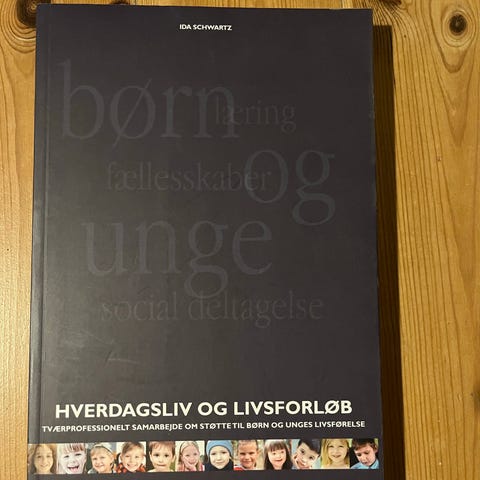 IDA SCHWARTZ
børn
læring
fællesskaber
og
unge
social deltagelse
HVERDAGSLIV OG LIVSFORLØB
TVÆRPROFESSIONELT SAMARBEJDE OM STØTTE TIL BØRN OG UNGES LIVSFØRELSE